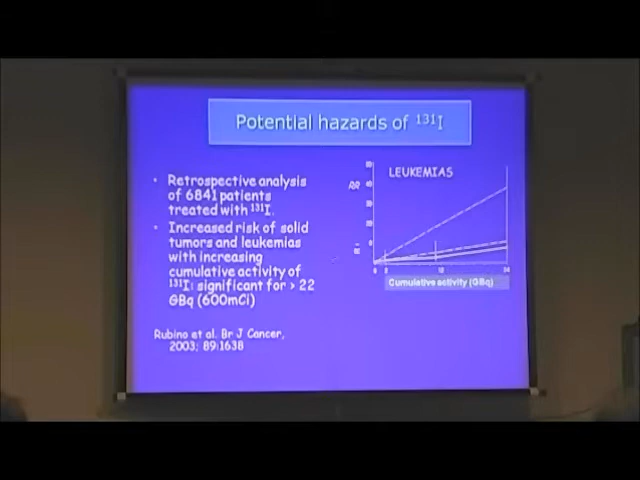 Potential hazards of 131I
• Retrospective analysis
of 6841 patients
treated with 131I.
• Increased risk of solid
tumors and leukemias
with increasing
cumulative activity of
131I: significant for > 22
GBq (600mCi)
Rubino et al. Br J Cancer,
2003; 89:1638
LEUKEMIAS
RR
Cumulative activity (GBq)